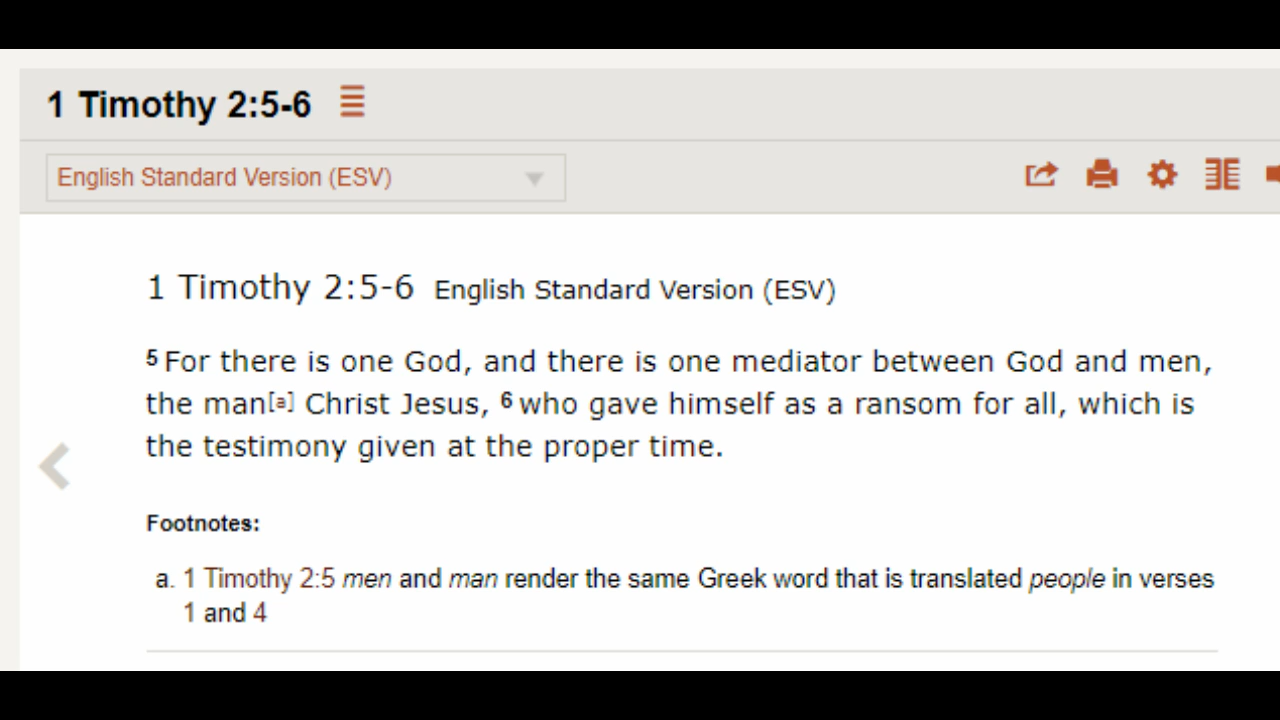 1 Timothy 2:5-6
English Standard Version (ESV)
1 Timothy 2:5-6 English Standard Version (ESV)
5 For there is one God, and there is one mediator between God and men,
the man[a] Christ Jesus, 6 who gave himself as a ransom for all, which is
the testimony given at the proper time.
Footnotes:
a. 1 Timothy 2:5 men and man render the same Greek word that is translated people in verses
1 and 4